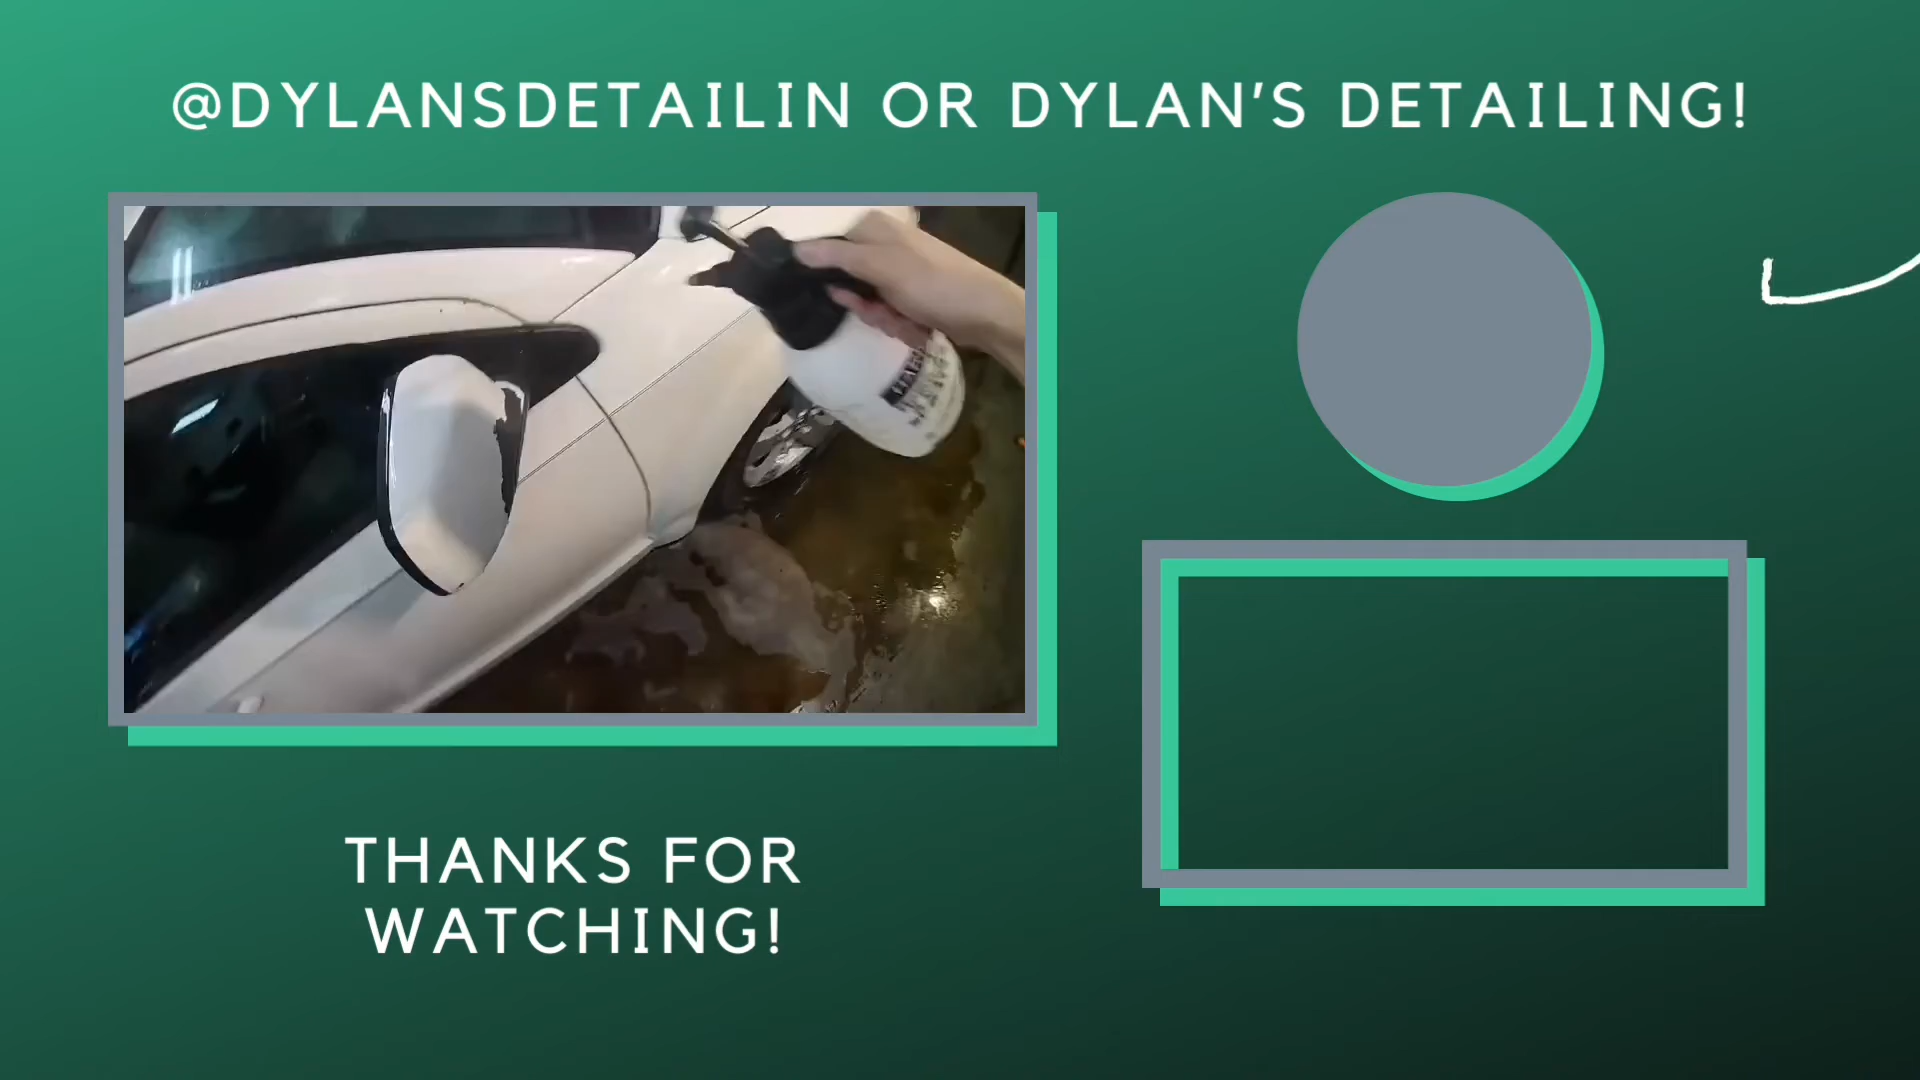 @DYLANSDETAILIN OR DYLAN'S DETAILING!
THANKS FOR
WATCHING!